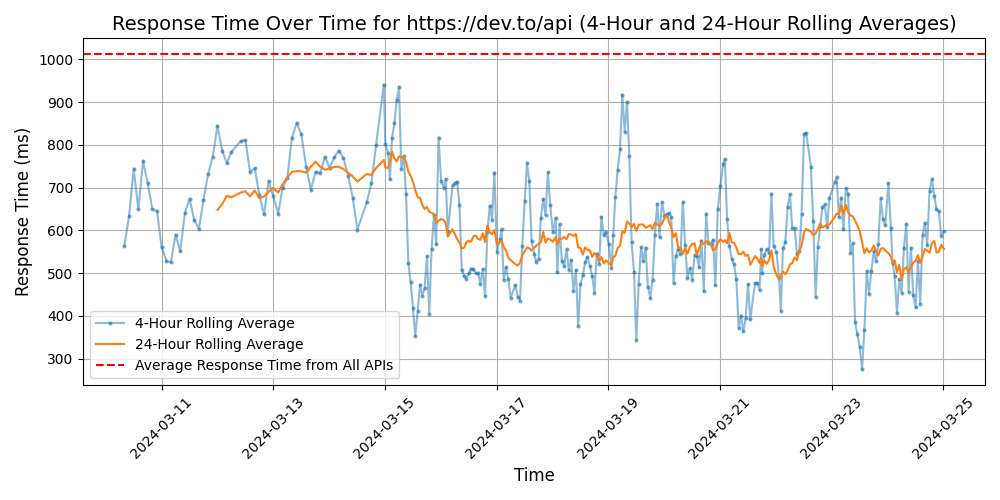 Response Time Over Time for https://dev.to/api (4-Hour and 24-Hour Rolling Averages)
Response Time (ms)
1000
900
800
700
600
500
400
300
4-Hour Rolling Average
24-Hour Rolling Average
Average Response Time from All APIs
2024-03-11
2024-03-13
2024-03-15
2024-03-17
2024-03-19
2024-03-21
2024-03-23
2024-03-25
Time